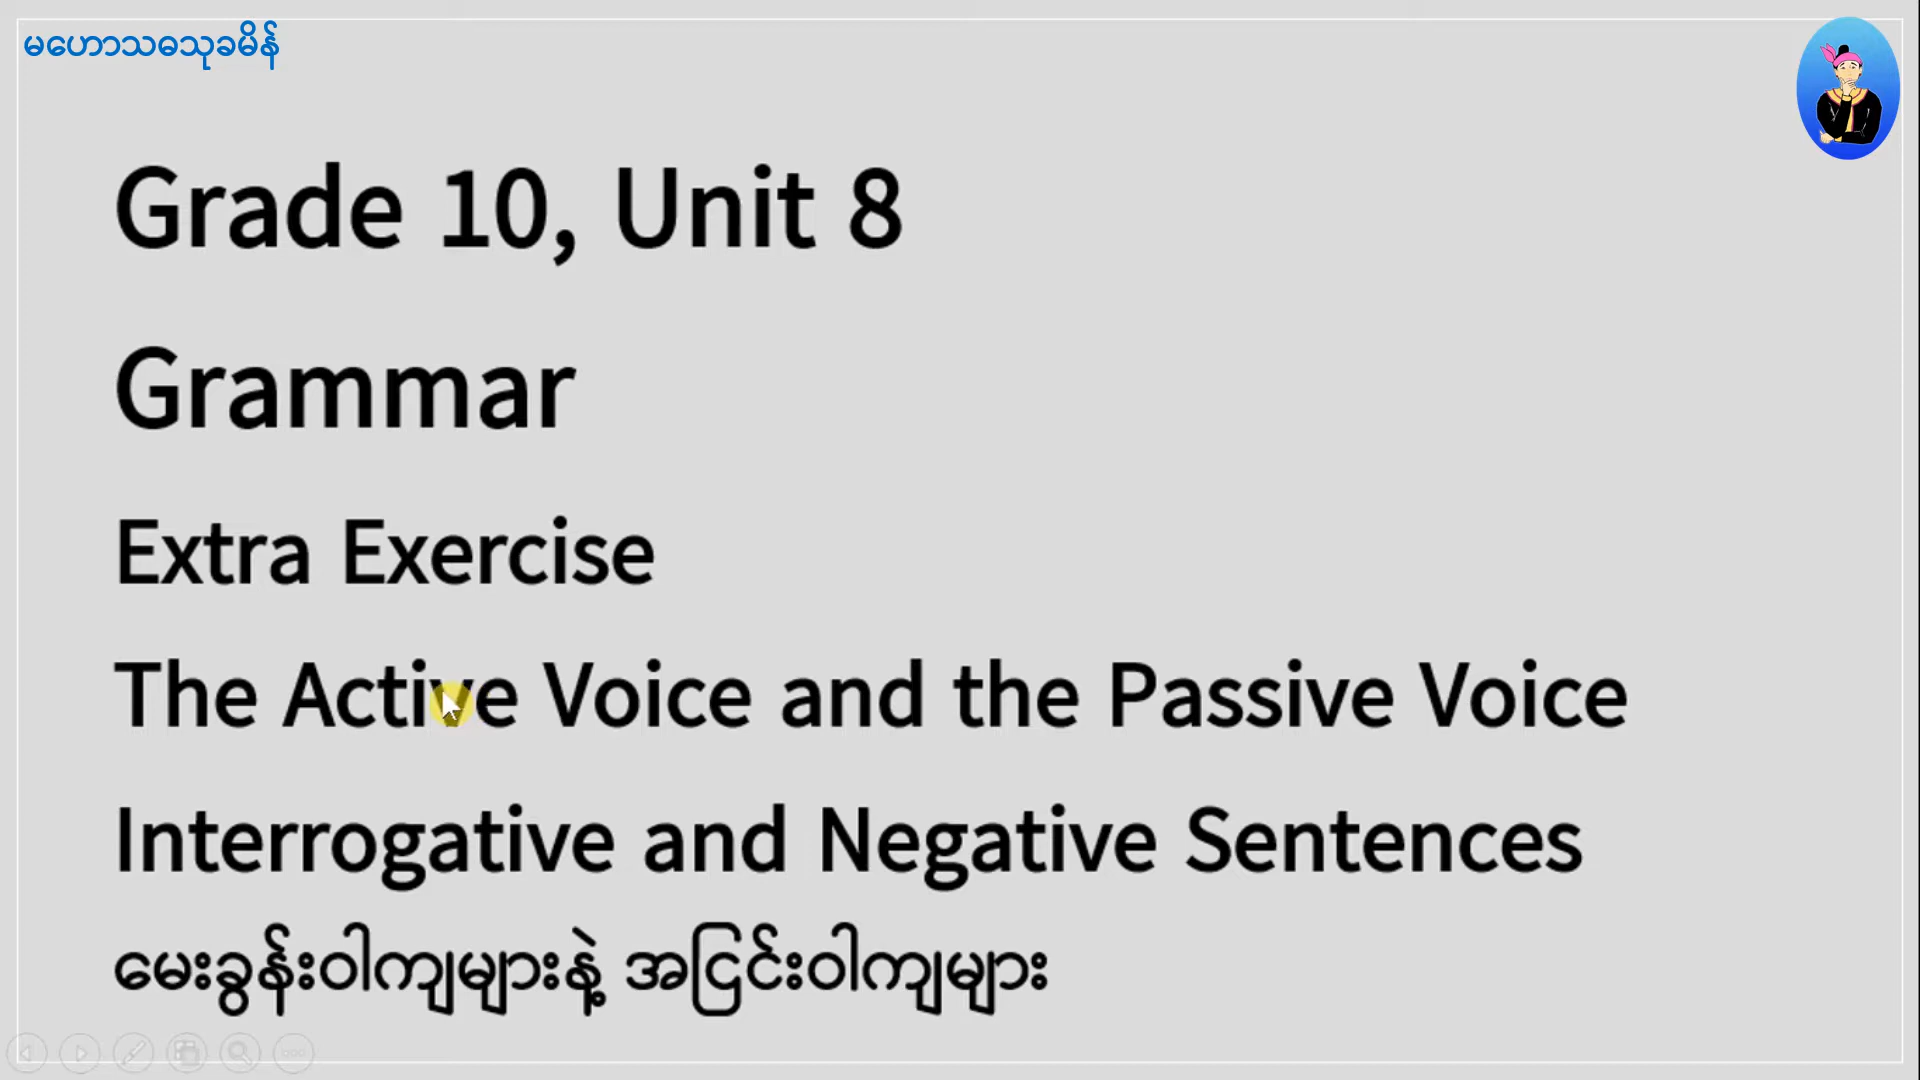 မဟောသဓသုခမိန်
Grade 10, Unit 8
Grammar
Extra Exercise
The Active Voice and the Passive Voice
Interrogative and Negative Sentences
မေးခွန်းဝါကျများနဲ့ အငြင်းဝါကျများ